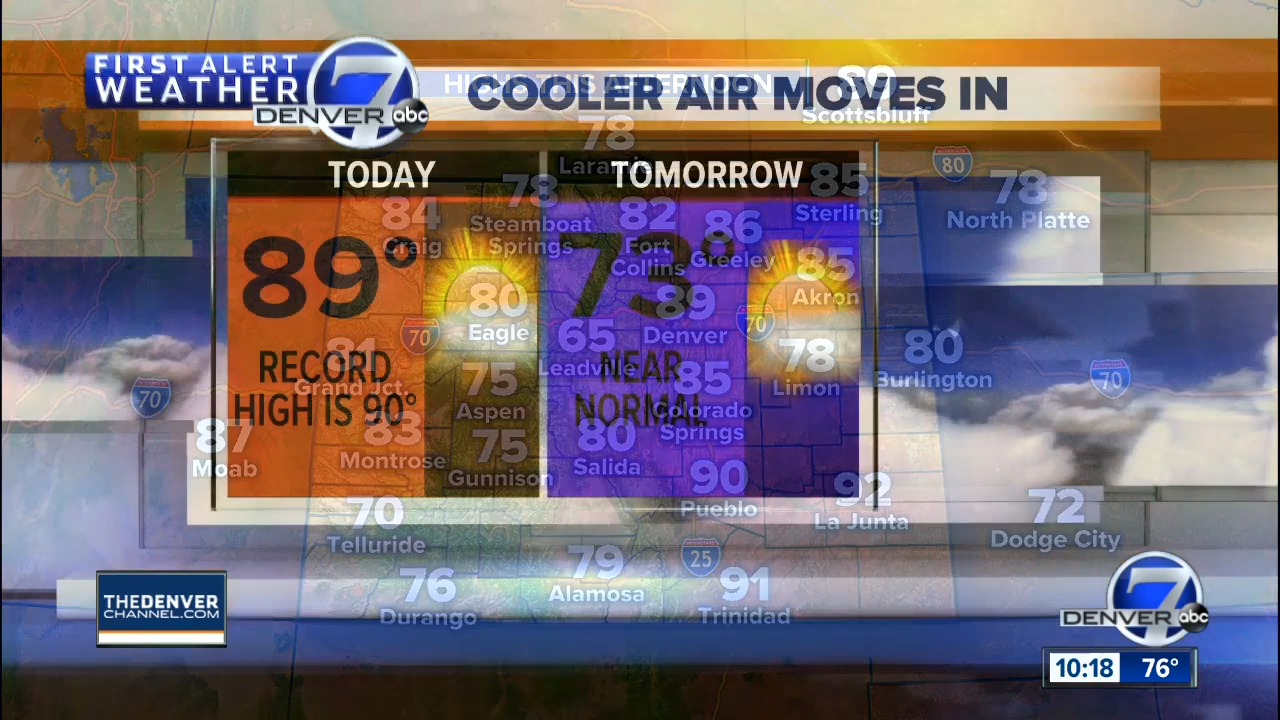 FIRST ALERT
WEATHER
7
DENVER
abc
HIGHS THIS AFTERNOON
COOLER AIR MOVES IN
89
Scottsbluff
78
Laramie
TODAY
TOMORROW
80
78
Steamboat
Springs
85
Sterling
78
North Platte
84
Craig
82
Fort
Collins
86
Greeley
89°
73°
85
Akron
80
Eagle
89
Denver
70
70
65
Leadville
78
Limon
80
Burlington
70
70
81
Grand Jct.
RECORD
HIGH IS 90°
NEAR
NORMAL
75
Aspen
85
Colorado
Springs
87
Moab
83
Montrose
75
Gunnison
80
Salida
90
Pueblo
92
La Junta
70
Telluride
72
Dodge City
25
79
Alamosa
76
Durango
91
Trinidad
THEDENVER
CHANNEL.COM
DENVER
7
abc
10:18 76°